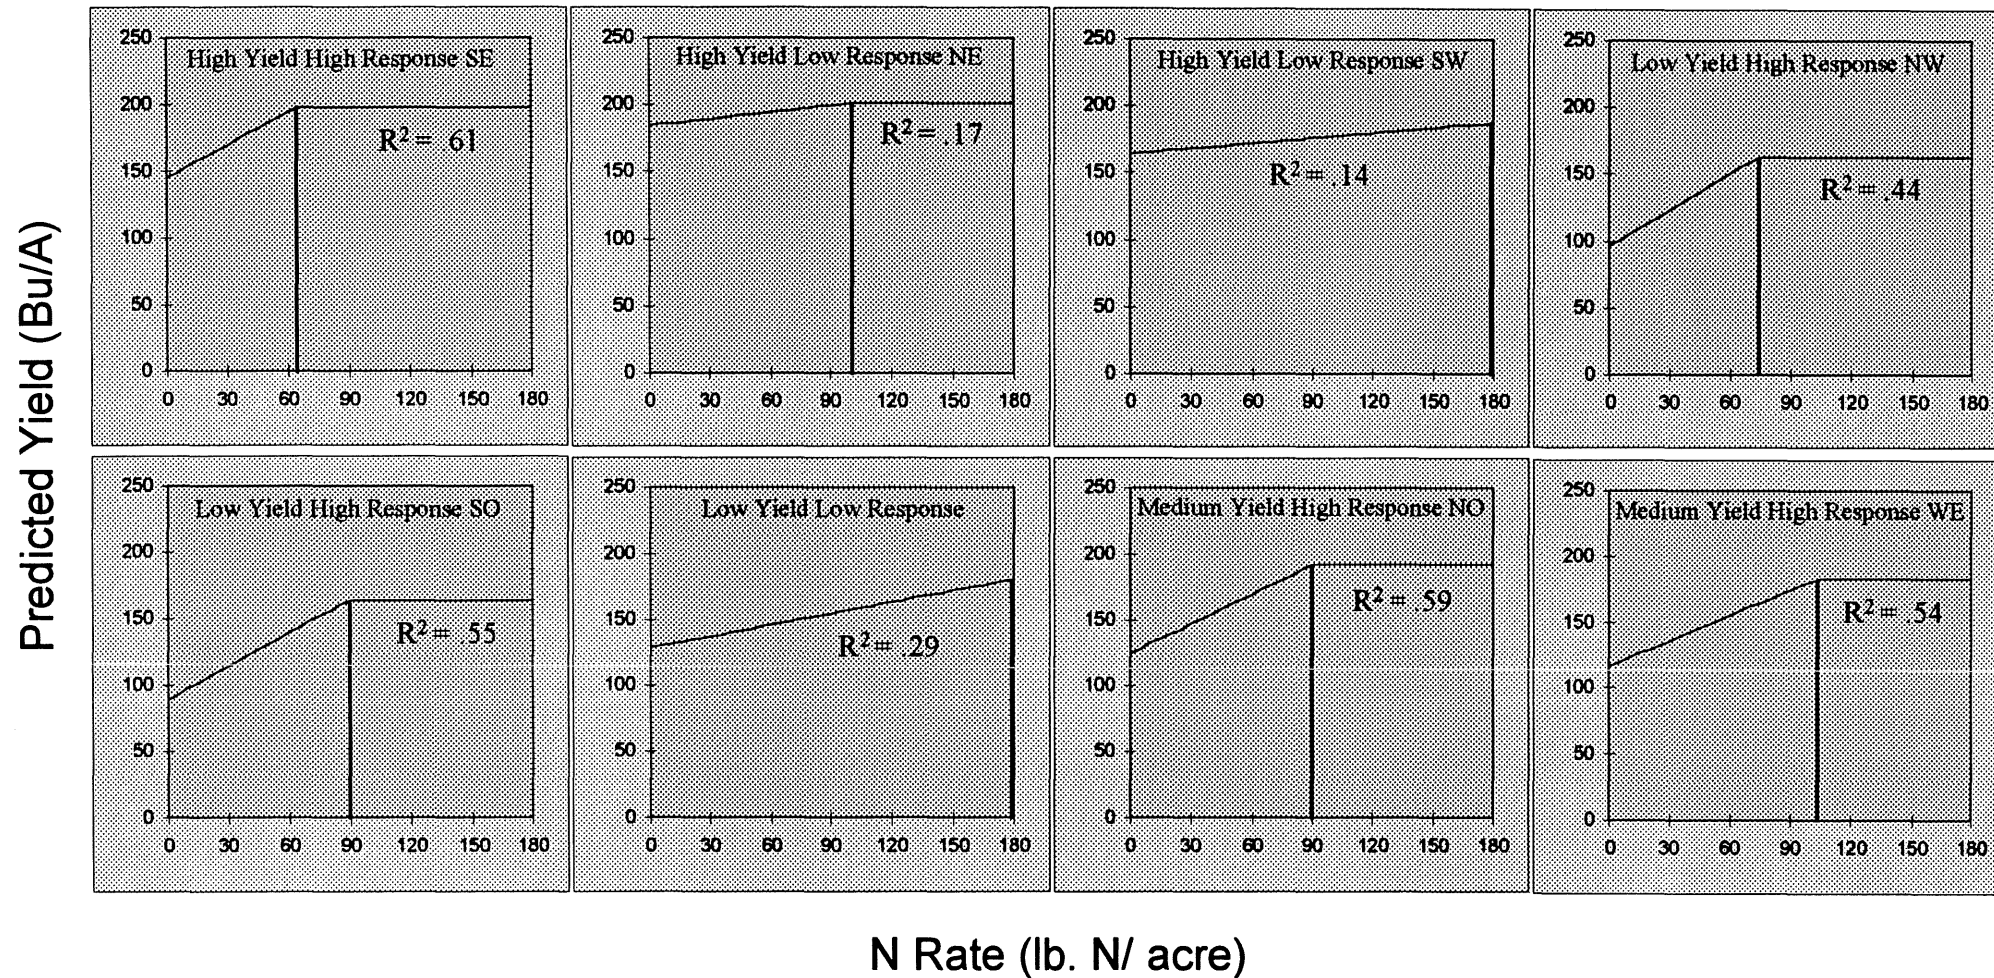 Predicted Yield (Bu/A)
High Yield High Response SE
R² = .61
250
200
150
100
50
0
0 30 60 90 120 150 180
High Yield Low Response NE
R² = .17
250
200
150
100
50
0
0 30 60 90 120 150 180
High Yield Low Response SW
R² = .14
250
200
150
100
50
0
0 30 60 90 120 150 180
Low Yield High Response NW
R² = .44
250
200
150
100
50
0
0 30 60 90 120 150 180
Low Yield High Response SO
R² = .55
250
200
150
100
50
0
0 30 60 90 120 150 180
Low Yield Low Response
R² = .29
250
200
150
100
50
0
0 30 60 90 120 150 180
Medium Yield High Response NO
R² = .59
250
200
150
100
50
0
0 30 60 90 120 150 180
Medium Yield High Response WE
R² = .54
250
200
150
100
50
0
0 30 60 90 120 150 180
N Rate (lb. N/ acre)